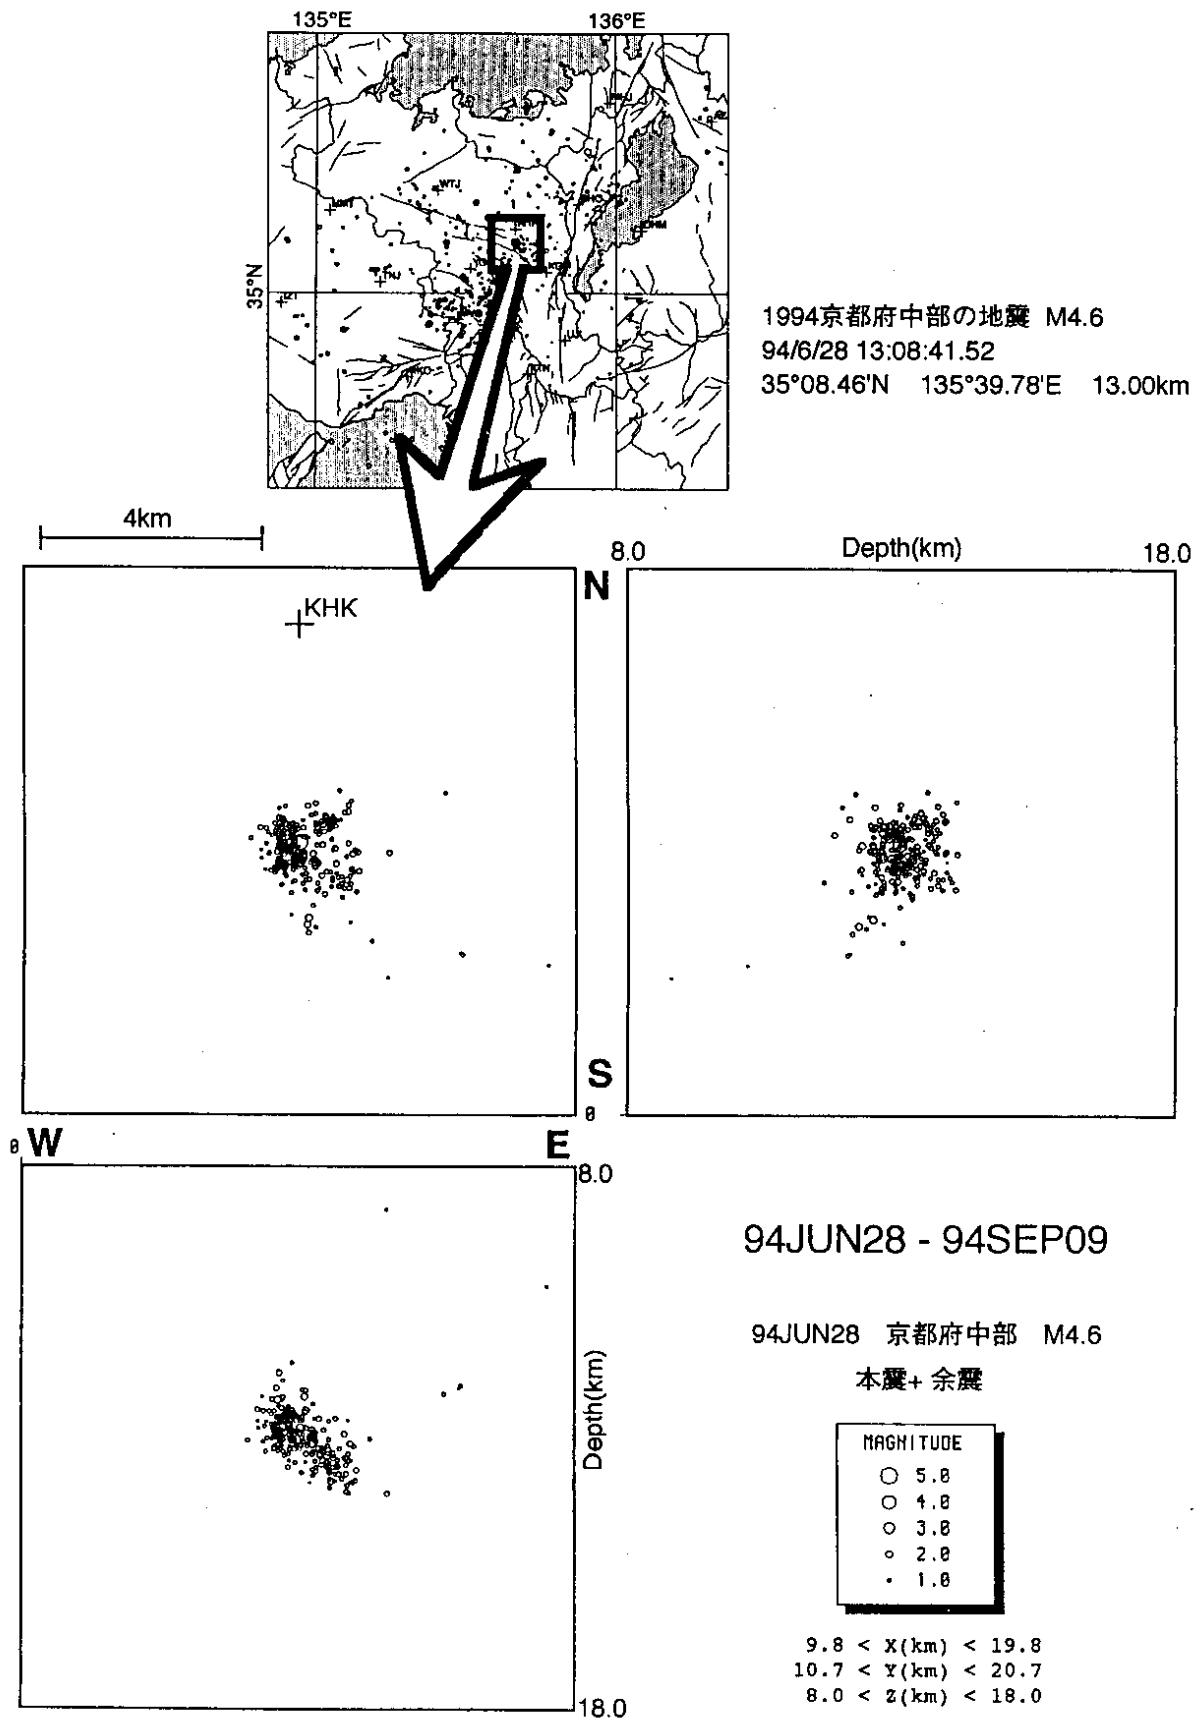 135°E 136°E
WTJ
35°N
1994京都府中部の地震 M4.6
94/6/28 13:08:41.52
35°08.46'N 135°39.78'E 13.00km
4km
8.0 Depth(km) 18.0
KHK
N
S
0
0 W E
8.0
Depth(km)
18.0
94JUN28 - 94SEP09
94JUN28 京都府中部 M4.6
本震+余震
MAGNITUDE
5.0
4.0
3.0
2.0
1.0
9.8 < X(km) < 19.8
10.7 < Y(km) < 20.7
8.0 < Z(km) < 18.0